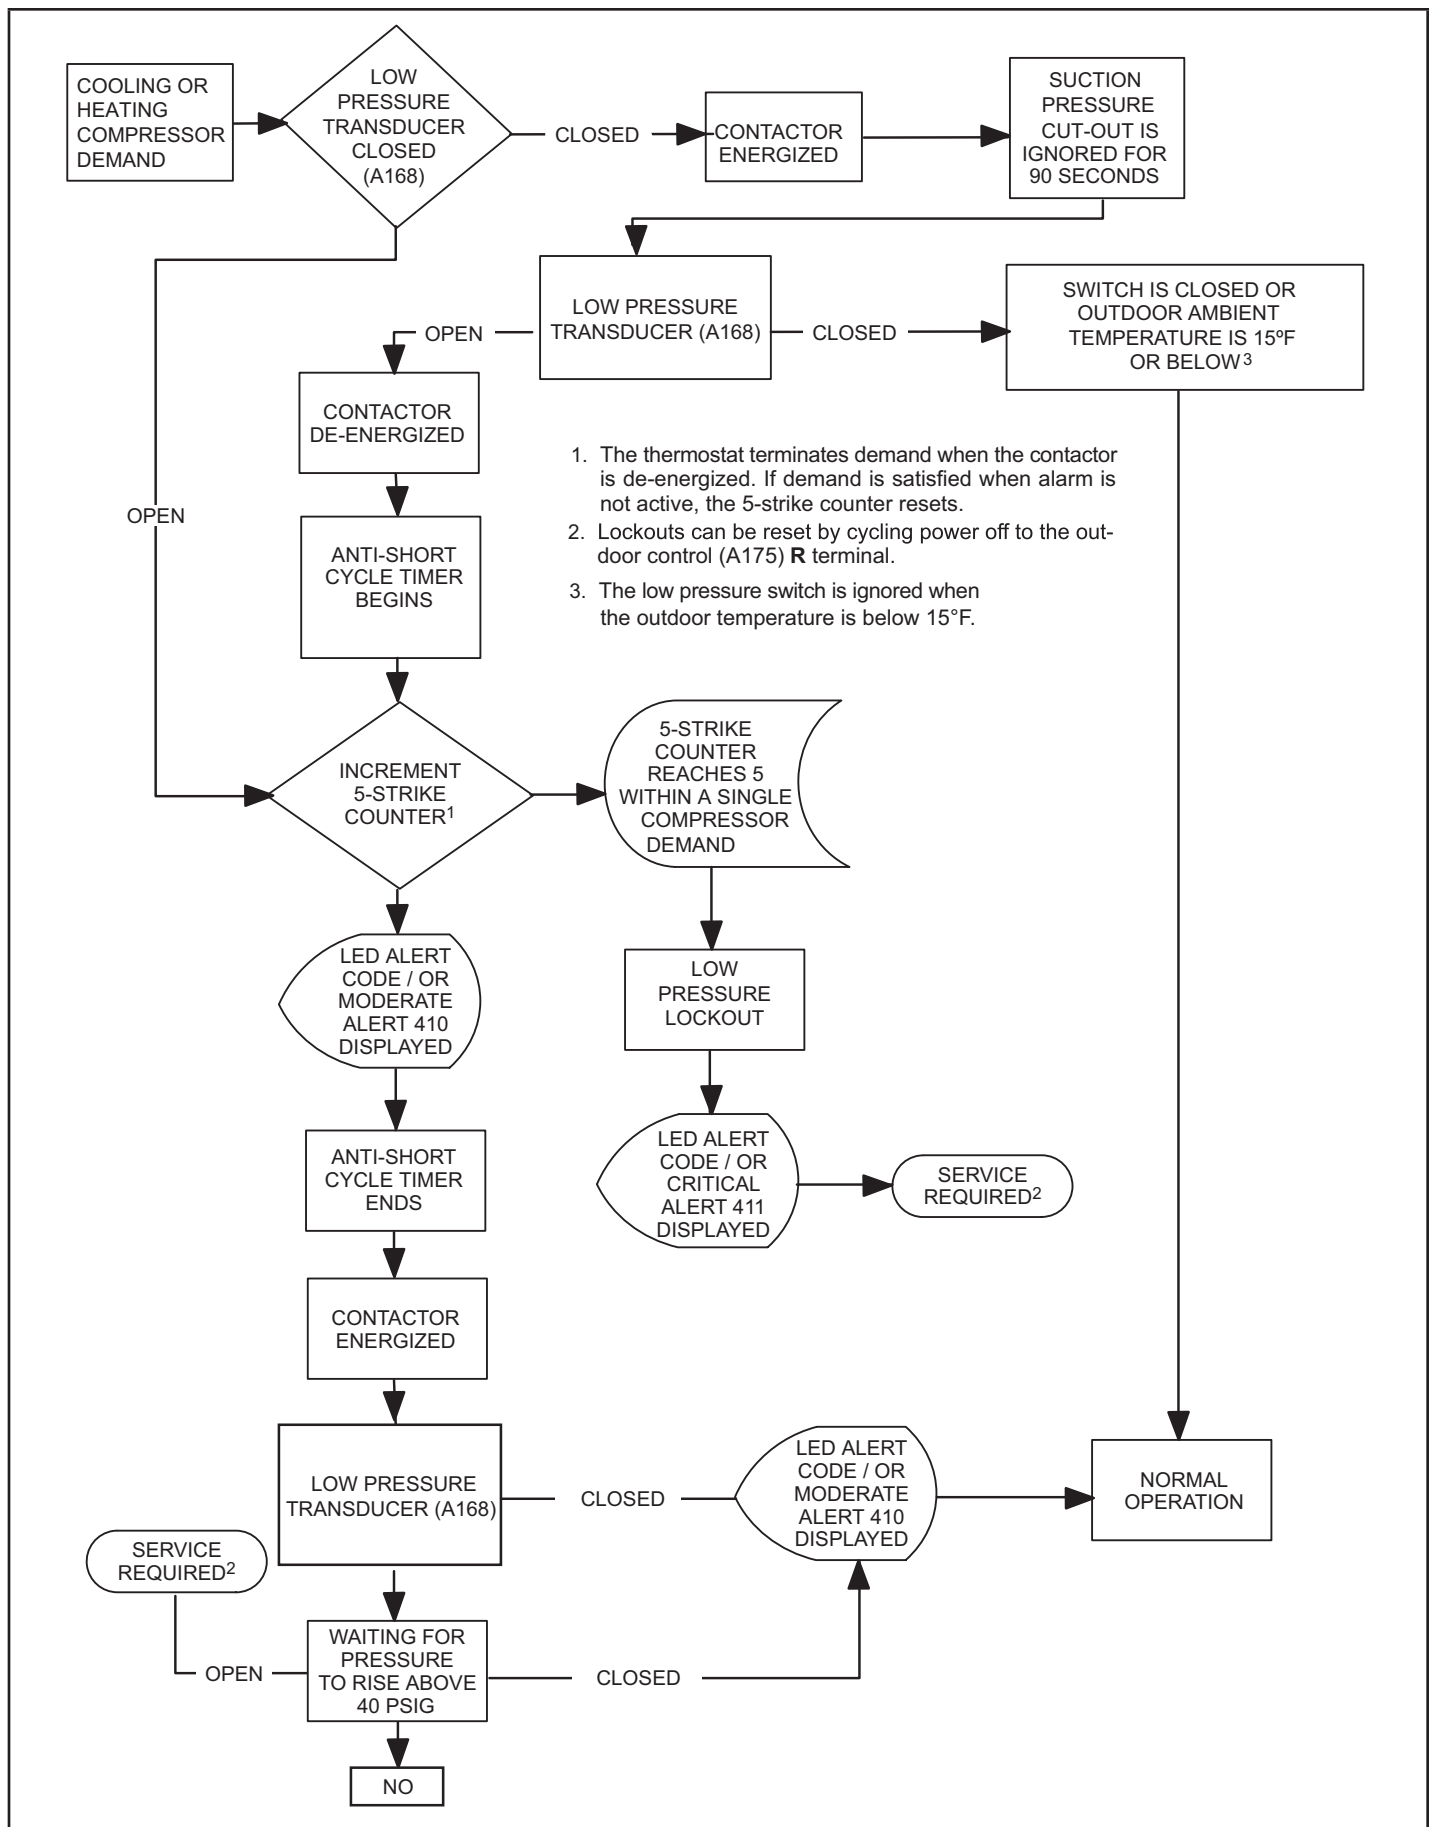 COOLING OR
HEATING
COMPRESSOR
DEMAND
LOW
PRESSURE
TRANSDUCER
CLOSED
(A168)
CLOSED
CONTACTOR
ENERGIZED
SUCTION
PRESSURE
CUT-OUT IS
IGNORED FOR
90 SECONDS
LOW PRESSURE
TRANSDUCER (A168)
OPEN
CLOSED
SWITCH IS CLOSED OR
OUTDOOR AMBIENT
TEMPERATURE IS 15ºF
OR BELOW3
CONTACTOR
DE-ENERGIZED
1. The thermostat terminates demand when the contactor
is de-energized. If demand is satisfied when alarm is
not active, the 5-strike counter resets.
2. Lockouts can be reset by cycling power off to the out-
door control (A175) R terminal.
3. The low pressure switch is ignored when
the outdoor temperature is below 15°F.
OPEN
ANTI-SHORT
CYCLE TIMER
BEGINS
INCREMENT
5-STRIKE
COUNTER1
5-STRIKE
COUNTER
REACHES 5
WITHIN A SINGLE
COMPRESSOR
DEMAND
LED ALERT
CODE / OR
MODERATE
ALERT 410
DISPLAYED
LOW
PRESSURE
LOCKOUT
ANTI-SHORT
CYCLE TIMER
ENDS
LED ALERT
CODE / OR
CRITICAL
ALERT 411
DISPLAYED
SERVICE
REQUIRED2
CONTACTOR
ENERGIZED
LOW PRESSURE
TRANSDUCER (A168)
CLOSED
LED ALERT
CODE / OR
MODERATE
ALERT 410
DISPLAYED
NORMAL
OPERATION
SERVICE
REQUIRED2
OPEN
WAITING FOR
PRESSURE
TO RISE ABOVE
40 PSIG
CLOSED
NO